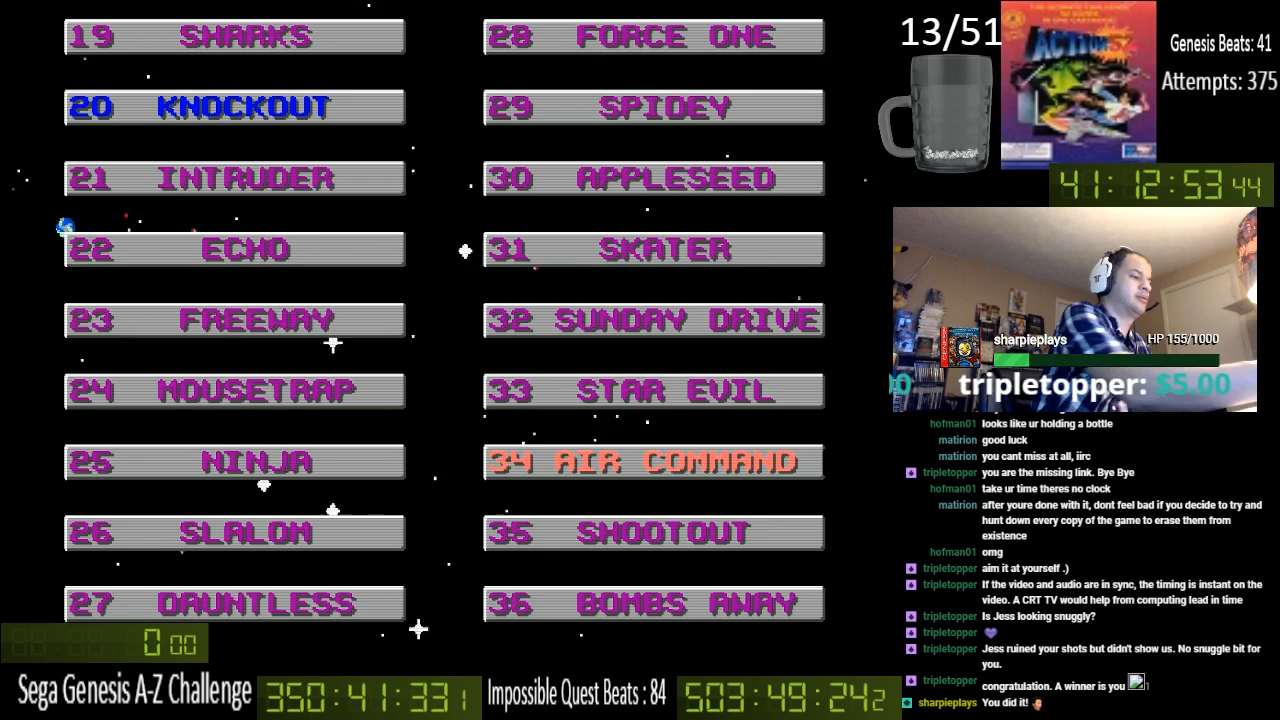 19 SHARKS
20 KNOCKOUT
21 INTRUDER
22 ECHO
23 FREEWAY
24 MOUSETRAP
25 NINJA
26 SLALOM
27 DAUNTLESS
28 FORCE ONE
29 SPIDEY
30 APPLESEED
31 SKATER
32 SUNDAY DRIVE
33 STAR EVIL
34 AIR COMMAND
35 SHOOTOUT
36 BOMBS AWAY
13/51
ACTION 52
Genesis Beats: 41
Attempts: 375
41:12:53 44
sharpieplays HP 155/1000
tripletopper: $5.00
hofman01 looks like ur holding a bottle
matirion good luck
matirion you cant miss at all, iirc
tripletopper you are the missing link. Bye Bye
hofman01 take ur time theres no clock
matirion after youre done with it, dont feel bad if you decide to try and
hunt down every copy of the game to erase them from
existence
hofman01 omg
tripletopper aim it at yourself .)
tripletopper If the video and audio are in sync, the timing is instant on the
video. A CRT TV would help from computing lead in time
tripletopper Is Jess looking snuggly?
tripletopper 💜
tripletopper Jess ruined your shots but didn't show us. No snuggle bit for
you.
tripletopper congratulation. A winner is you 1
sharpieplays You did it!
0 00
Sega Genesis A-Z Challenge
350:41:33 1
Impossible Quest Beats : 84
503:49:24 2